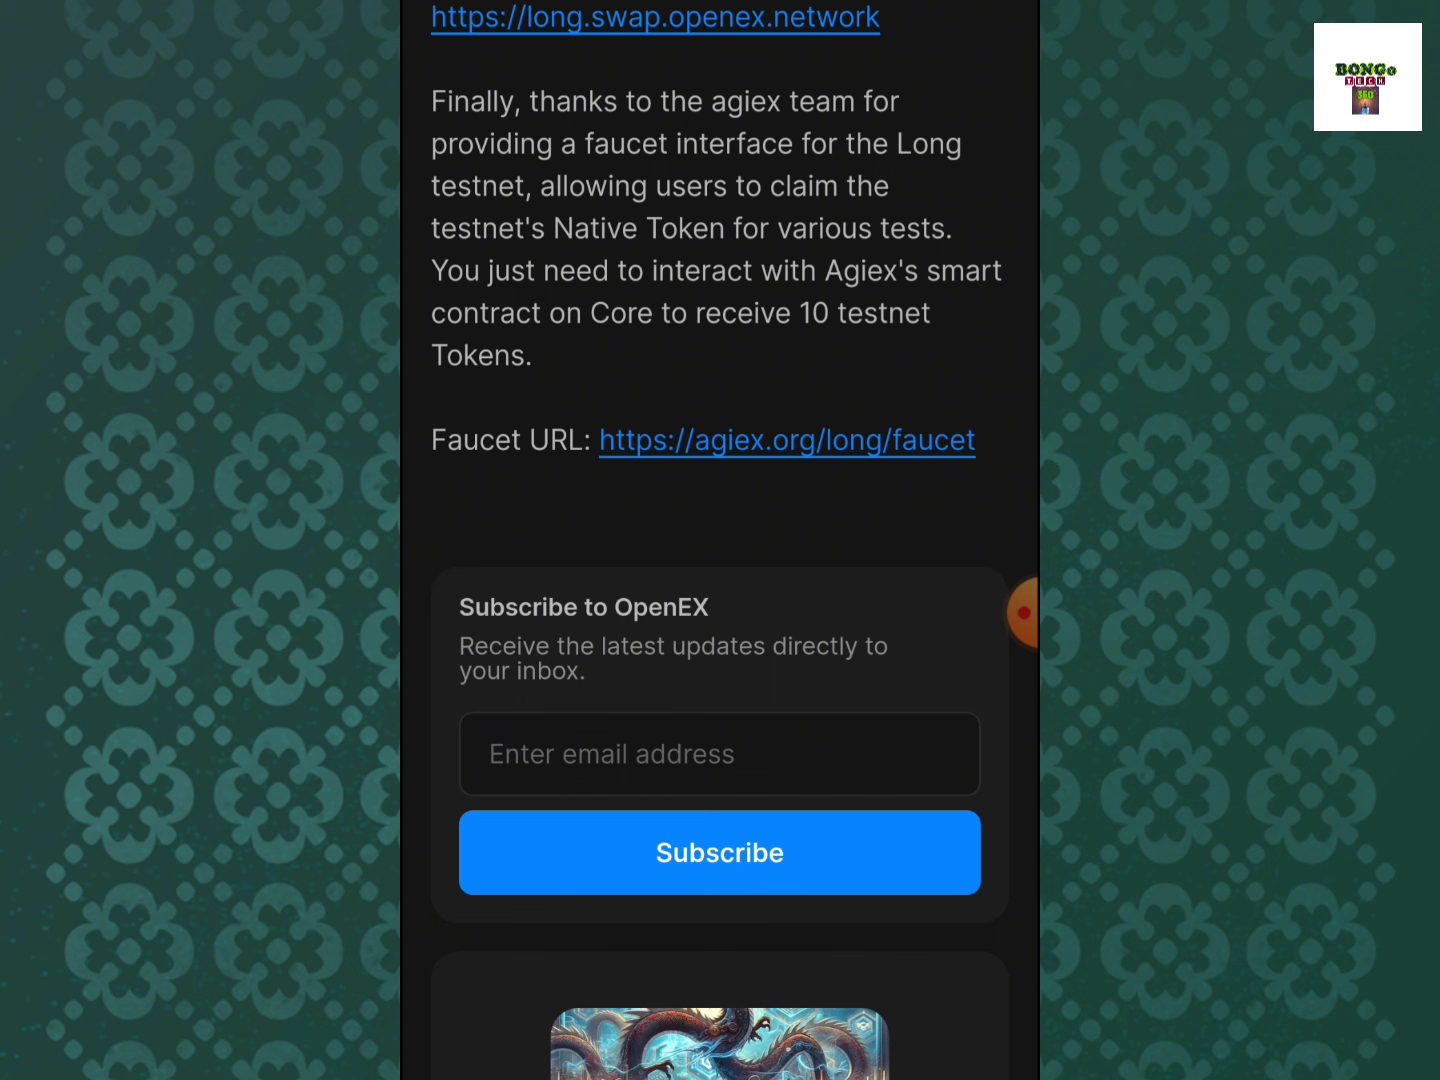 https://long.swap.openex.network
BONGo
TECH
360
Finally, thanks to the agiex team for
providing a faucet interface for the Long
testnet, allowing users to claim the
testnet's Native Token for various tests.
You just need to interact with Agiex's smart
contract on Core to receive 10 testnet
Tokens.
Faucet URL: https://agiex.org/long/faucet
Subscribe to OpenEX
Receive the latest updates directly to
your inbox.
Enter email address
Subscribe